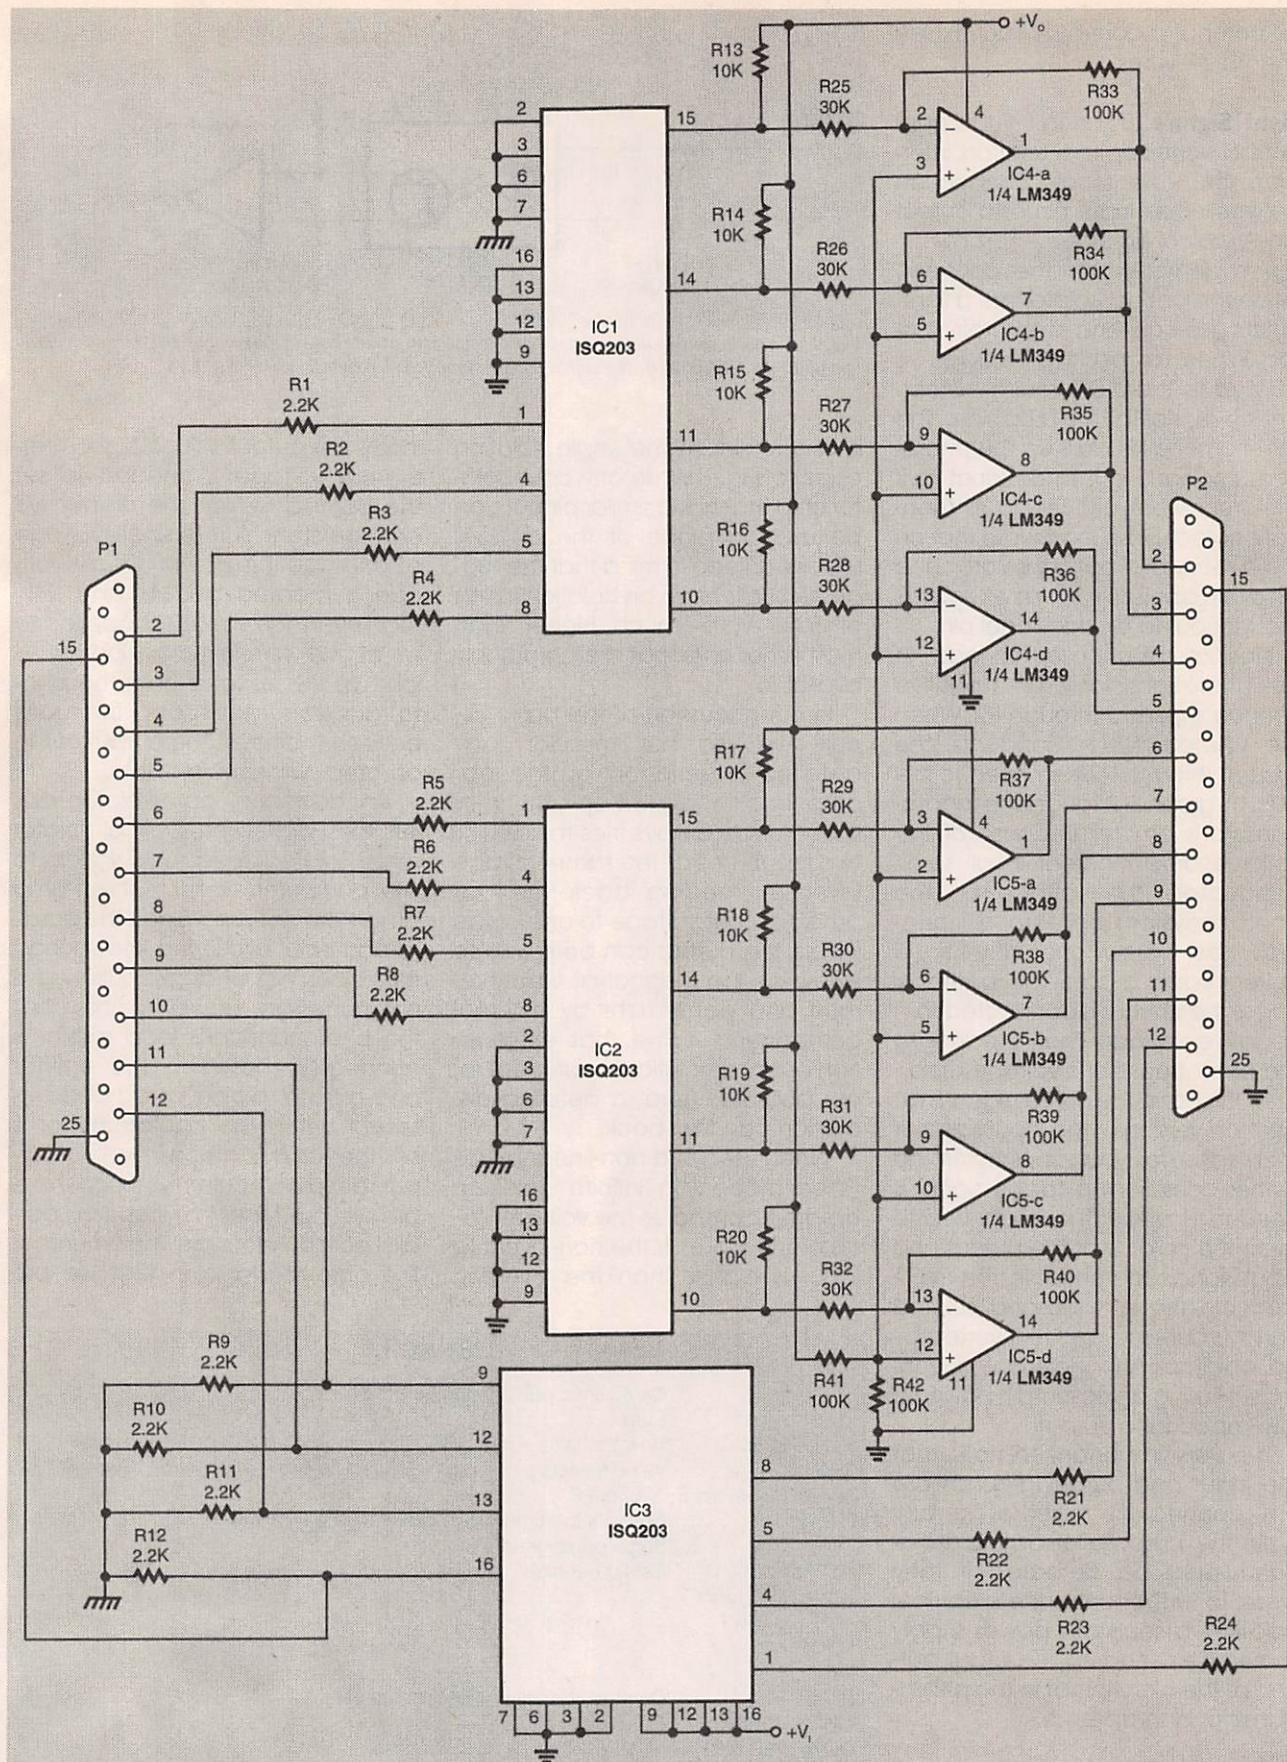 +Vo
R13
10K
R25
30K
R33
100K
2
3
6
7
16
13
12
9
1
4
5
8
15
14
11
10
IC1
ISQ203
2
3
4
1
IC4-a
1/4 LM349
R14
10K
R26
30K
R34
100K
6
5
7
IC4-b
1/4 LM349
R15
10K
R27
30K
R35
100K
9
10
8
IC4-c
1/4 LM349
R16
10K
R28
30K
R36
100K
13
12
14
11
IC4-d
1/4 LM349
R1
2.2K
R2
2.2K
R3
2.2K
R4
2.2K
P1
2
15
3
4
5
6
7
8
9
10
11
12
25
P2
2
15
3
4
5
6
7
8
9
10
11
12
25
R5
2.2K
R6
2.2K
R7
2.2K
R8
2.2K
1
4
5
8
2
3
6
7
16
13
12
9
15
14
11
10
IC2
ISQ203
R17
10K
R29
30K
R37
100K
3
2
4
1
IC5-a
1/4 LM349
R18
10K
R30
30K
R38
100K
6
5
7
IC5-b
1/4 LM349
R19
10K
R31
30K
R39
100K
9
10
8
IC5-c
1/4 LM349
R20
10K
R32
30K
R40
100K
13
12
14
11
IC5-d
1/4 LM349
R41
100K
R42
100K
R9
2.2K
R10
2.2K
R11
2.2K
R12
2.2K
9
12
13
16
IC3
ISQ203
8
5
4
1
R21
2.2K
R22
2.2K
R23
2.2K
R24
2.2K
7
6
3
2
9
12
13
16
+VI